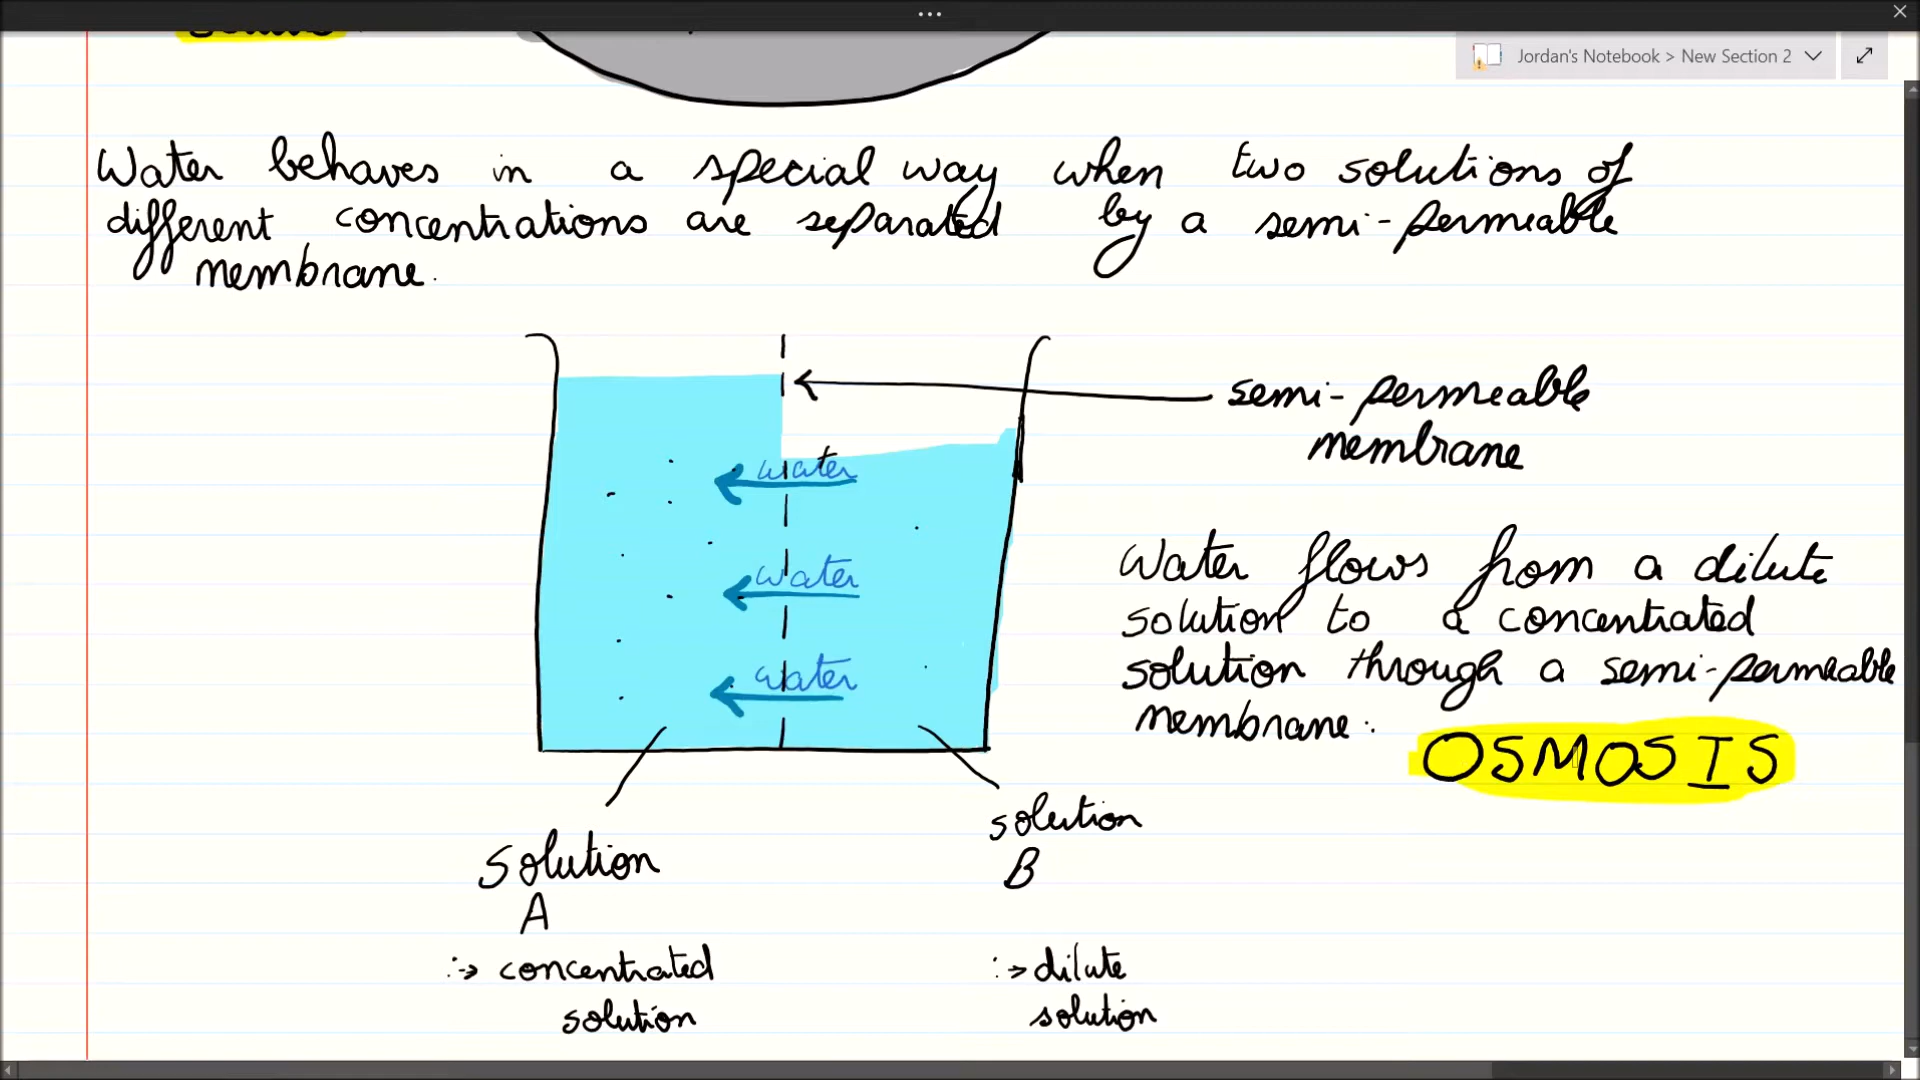 ...
Jordan's Notebook > New Section 2
Water behaves in a special way when two solutions of
different concentrations are separated by a semi-permeable
membrane.
semi-permeable
membrane
water
water
water
Water flows from a dilute
solution to a concentrated
solution through a semi-permeable
membrane:
OSMOSIS
solution
B
Solution
A
:→ concentrated
solution
:→ dilute
solution